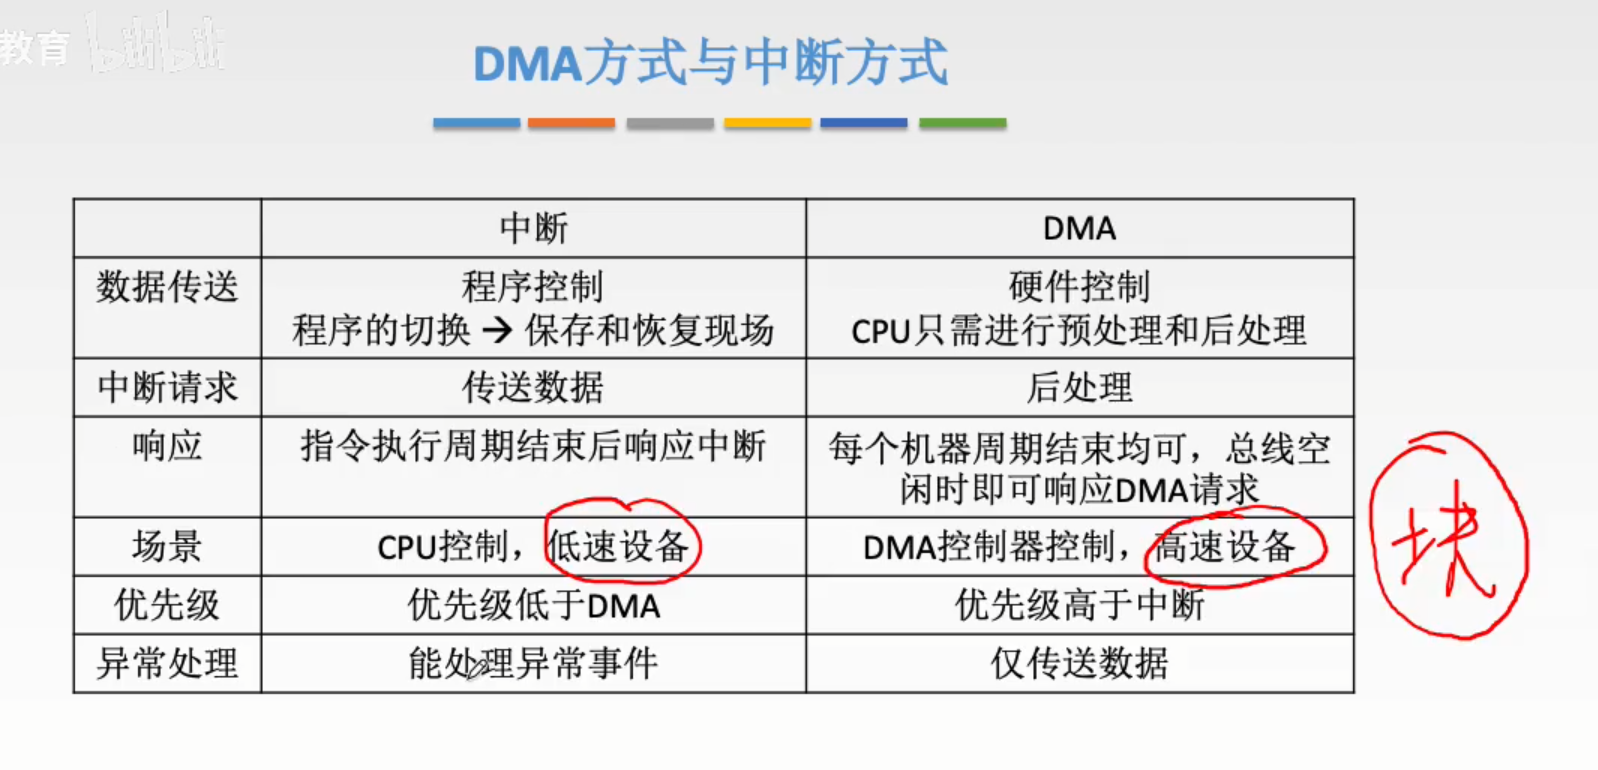 教育 bilibili
DMA方式与中断方式
中断
DMA
数据传送
程序控制
程序的切换 → 保存和恢复现场
硬件控制
CPU只需进行预处理和后处理
中断请求
传送数据
后处理
响应
指令执行周期结束后响应中断
每个机器周期结束均可，总线空
闲时即可响应DMA请求
场景
CPU控制，低速设备
DMA控制器控制，高速设备
块
优先级
优先级低于DMA
优先级高于中断
异常处理
能处理异常事件
仅传送数据